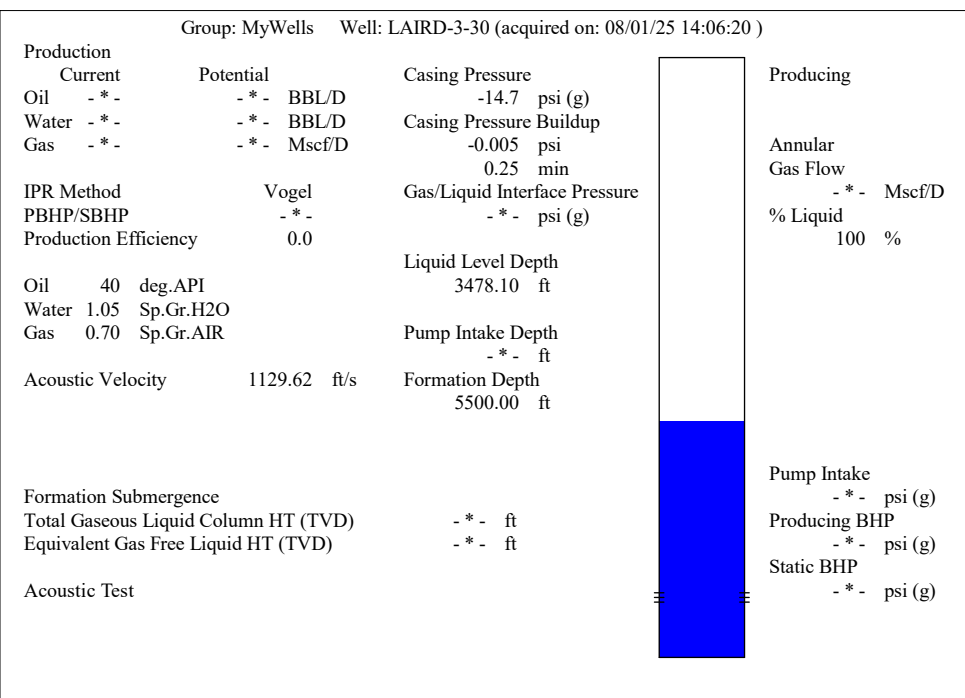 Group: MyWells Well: LAIRD-3-30 (acquired on: 08/01/25 14:06:20 )
Production
Current Potential
Oil - * - - * - BBL/D
Water - * - - * - BBL/D
Gas - * - - * - Mscf/D
IPR Method Vogel
PBHP/SBHP - * -
Production Efficiency 0.0
Oil 40 deg.API
Water 1.05 Sp.Gr.H2O
Gas 0.70 Sp.Gr.AIR
Acoustic Velocity 1129.62 ft/s
Formation Submergence
Total Gaseous Liquid Column HT (TVD) - * - ft
Equivalent Gas Free Liquid HT (TVD) - * - ft
Acoustic Test
Casing Pressure
-14.7 psi (g)
Casing Pressure Buildup
-0.005 psi
0.25 min
Gas/Liquid Interface Pressure
- * - psi (g)
Liquid Level Depth
3478.10 ft
Pump Intake Depth
- * - ft
Formation Depth
5500.00 ft
Producing
Annular
Gas Flow
- * - Mscf/D
% Liquid
100 %
Pump Intake
- * - psi (g)
Producing BHP
- * - psi (g)
Static BHP
- * - psi (g)